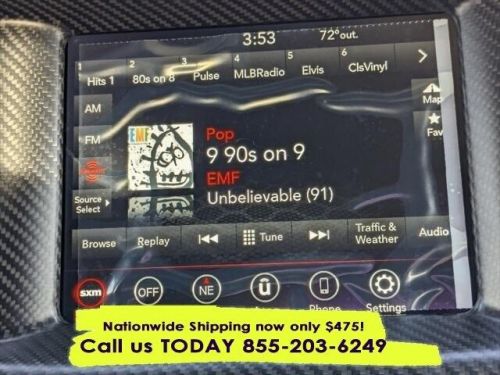 3:53
72°out.
1 2 3 4 5 6
Hits 1 80s on 8 Pulse MLBRadio Elvis ClsVinyl
AM
Map
FM
Fav
EMF
Pop
9 90s on 9
EMF
Unbelievable (91)
Source
Select
Browse Replay Tune Traffic &
Weather Audio
sxm OFF NE
Phone Settings
Nationwide Shipping now only $475!
Call us TODAY 855-203-6249